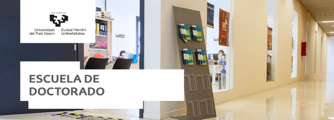 Universidad del País Vasco
Euskal Herriko Unibertsitatea
ESCUELA DE
DOCTORADO